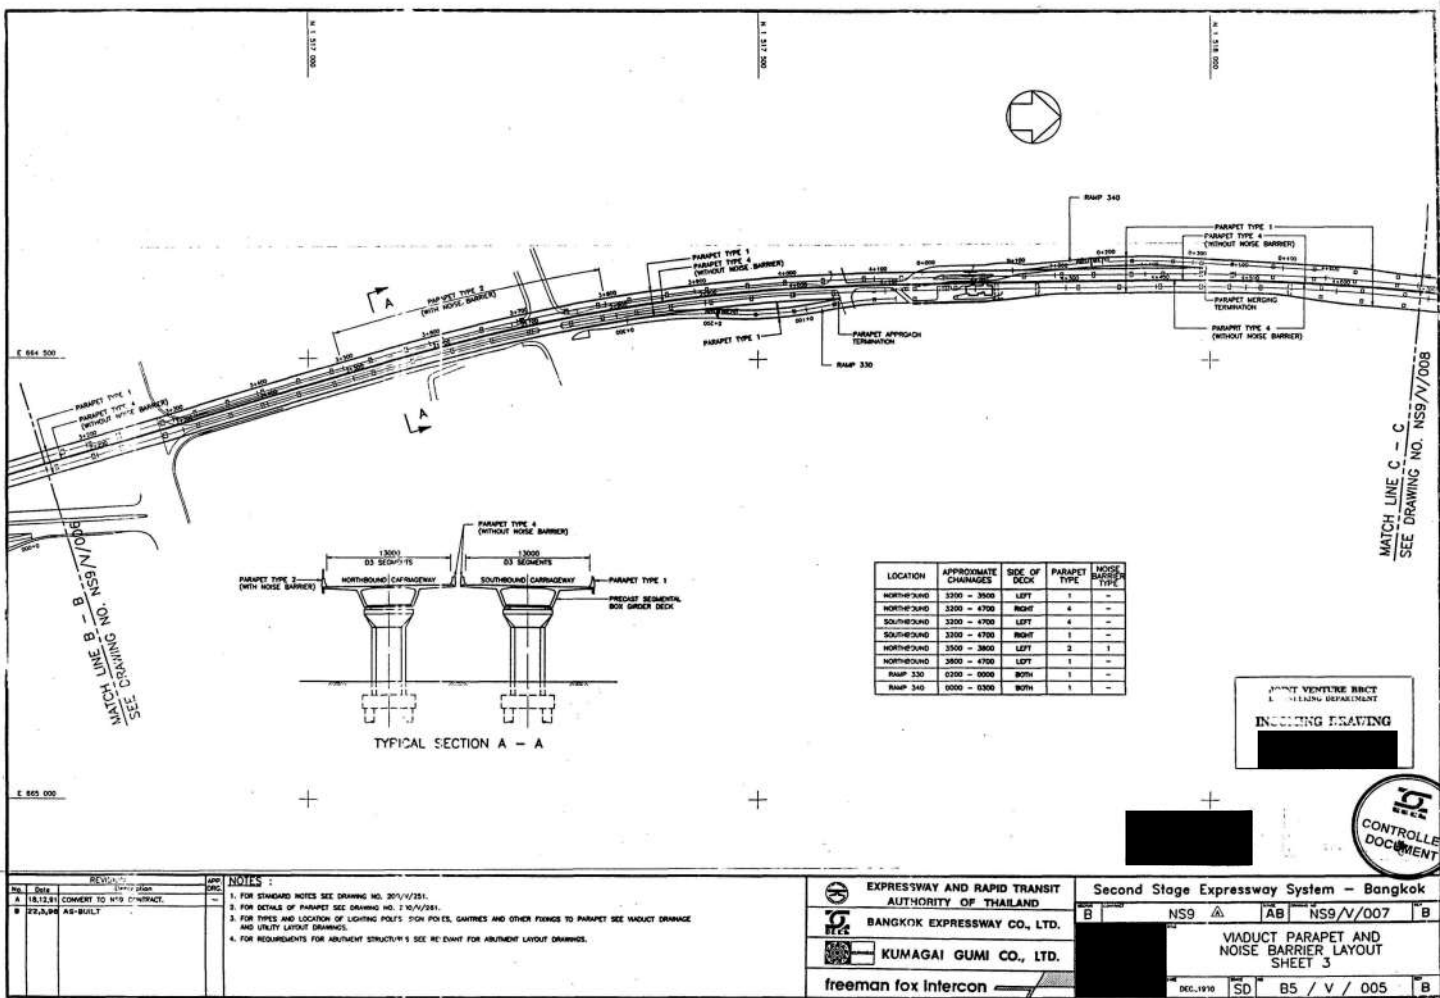 N 1 517 000
N 1 517 500
N 1 518 000
RAMP 340
PARAPET TYPE 1
PARAPET TYPE 4
(WITHOUT NOISE BARRIER)
PARAPET TYPE 1
PARAPET TYPE 4
(WITHOUT NOISE BARRIER)
A
PARAPET TYPE 2
(WITH NOISE BARRIER)
PARAPET MERGING
TERMINATION
PARAPET TYPE 1
PARAPET APPROACH
TERMINATION
PARAPRT TYPE 4
(WITHOUT NOISE BARRIER)
RAMP 330
E 664 500
PARAPET TYPE 1
PARAPET TYPE 4
(WITHOUT NOISE BARRIER)
A
MATCH LINE B - B
SEE DRAWING NO. NS9/V/006
MATCH LINE C - C
SEE DRAWING NO. NS9/V/008
PARAPET TYPE 4
(WITHOUT NOISE BARRIER)
13000
D3 SEGMENTS
13000
D3 SEGMENTS
PARAPET TYPE 2
(WITH NOISE BARRIER)
NORTHBOUND CARRIAGEWAY
SOUTHBOUND CARRIAGEWAY
PARAPET TYPE 1
PRECAST SEGMENTAL
BOX GIRDER DECK
TYPICAL SECTION A - A
LOCATION APPROXIMATE CHAINAGES SIDE OF DECK PARAPET TYPE NOISE BARRIER TYPE
NORTHBOUND 3200 - 3500 LEFT 1 -
NORTHBOUND 3200 - 4700 RIGHT 4 -
SOUTHBOUND 3200 - 4700 LEFT 4 -
SOUTHBOUND 3200 - 4700 RIGHT 1 -
NORTHBOUND 3500 - 3800 LEFT 2 1
NORTHBOUND 3800 - 4700 LEFT 1 -
RAMP 330 0200 - 0000 BOTH 1 -
RAMP 340 0000 - 0300 BOTH 1 -
JOINT VENTURE BBCT
ENGINEERING DEPARTMENT
INCOMING DRAWING
E 665 000
BECL
CONTROLLE
DOCUMENT
REVISIONS
No. Date Description APP. ORG.
A 18,12,91 CONVERT TO NS9 CONTRACT. -
B 22,5,96 AS-BUILT
NOTES :
1. FOR STANDARD NOTES SEE DRAWING NO.
2. FOR DETAILS OF PARAPET SEE DRAWING NO.
3. FOR TYPES AND LOCATION OF LIGHTING POLES SIGN POLES, GANTRIES AND OTHER FIXINGS TO PARAPET SEE VIADUCT DRAINAGE
AND UTILITY LAYOUT DRAWINGS.
4. FOR REQUIREMENTS FOR ABUTMENT STRUCTURES SEE RELEVANT FOR ABUTMENT LAYOUT DRAWINGS.
EXPRESSWAY AND RAPID TRANSIT
AUTHORITY OF THAILAND
BECL
BANGKOK EXPRESSWAY CO., LTD.
KUMAGAI GUMI CO., LTD.
freeman fox Intercon
Second Stage Expressway System - Bangkok
B NS9 AB NS9/V/007 B
VIADUCT PARAPET AND
NOISE BARRIER LAYOUT
SHEET 3
DEC.,1910 SD B5 / V / 005 B